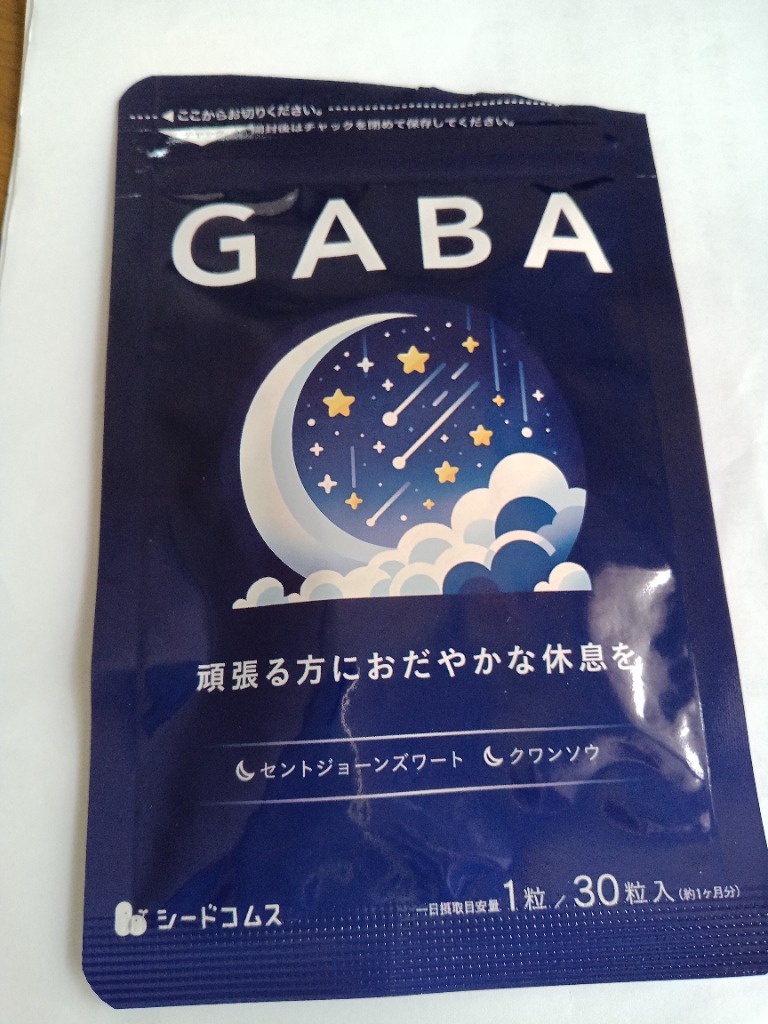 ここからお切りください。
開封後はチャックを閉めて保存してください。
GABA
頑張る方におだやかな休息を
セントジョーンズワート クワンソウ
シードコムス
一日摂取目安量 1粒/30粒入(約1ヶ月分)